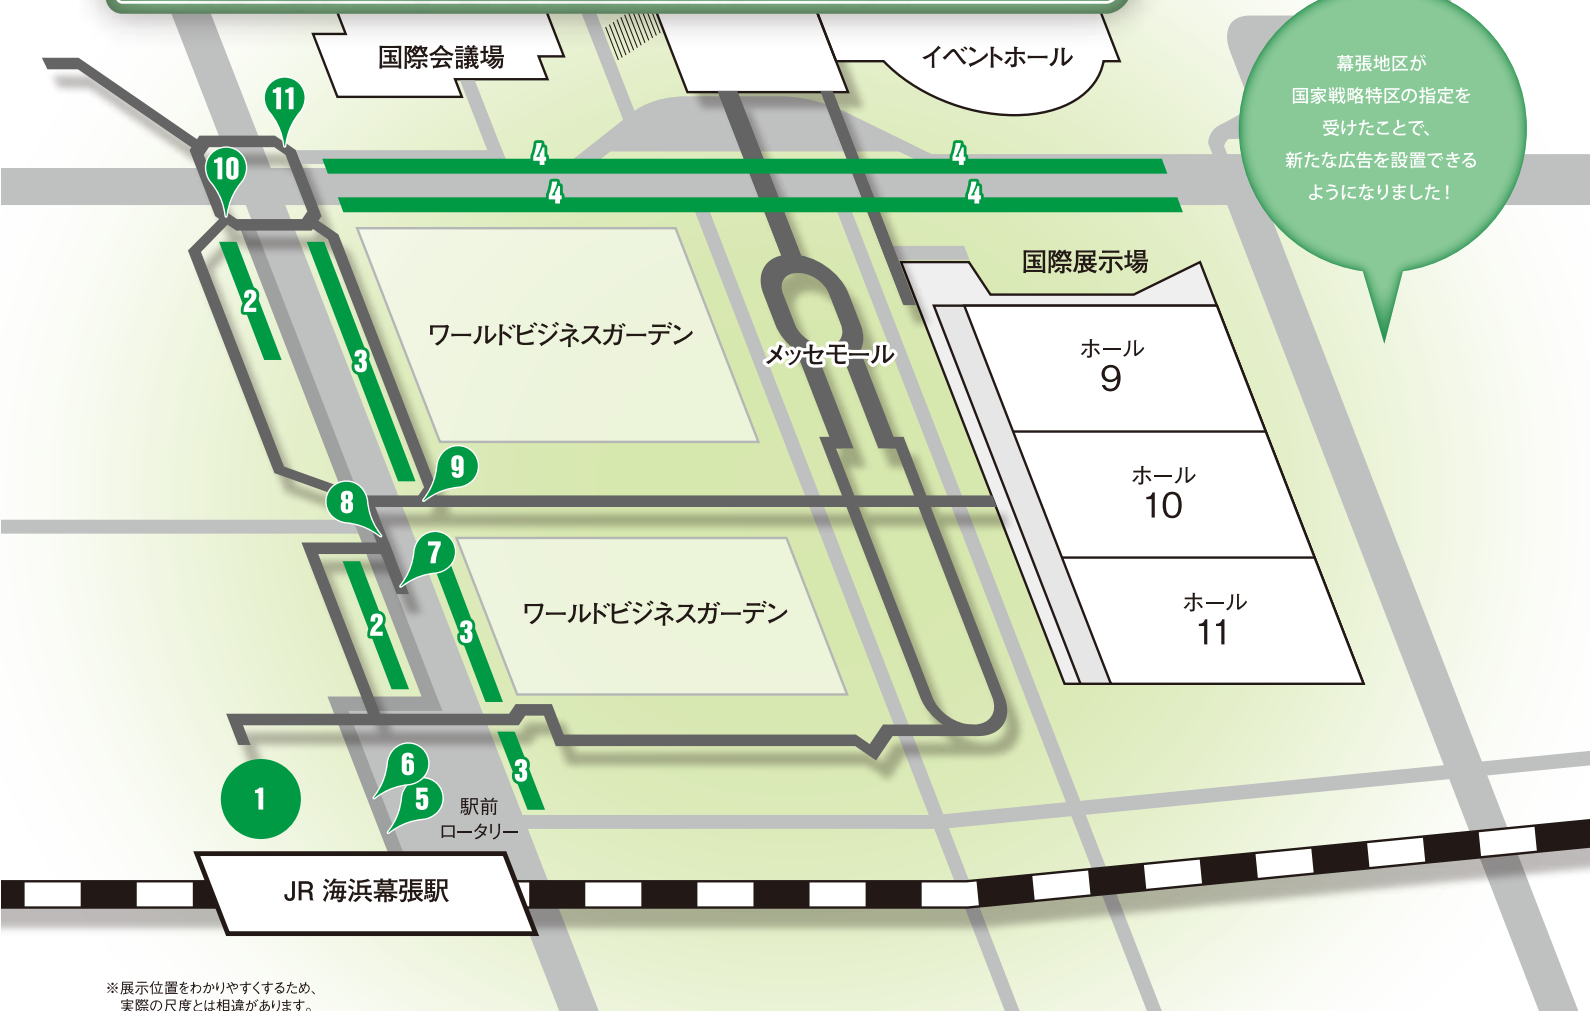 国際会議場
イベントホール
幕張地区が
国家戦略特区の指定を
受けたことで、
新たな広告を設置できる
ようになりました！
11
10
4
4
4
4
国際展示場
2
3
ワールドビジネスガーデン
メッセモール
ホール
9
9
8
ホール
10
7
2
3
ワールドビジネスガーデン
ホール
11
6
5
3
1
駅前
ロータリー
JR 海浜幕張駅
※展示位置をわかりやすくするため、
実際の尺度とは相違があります。